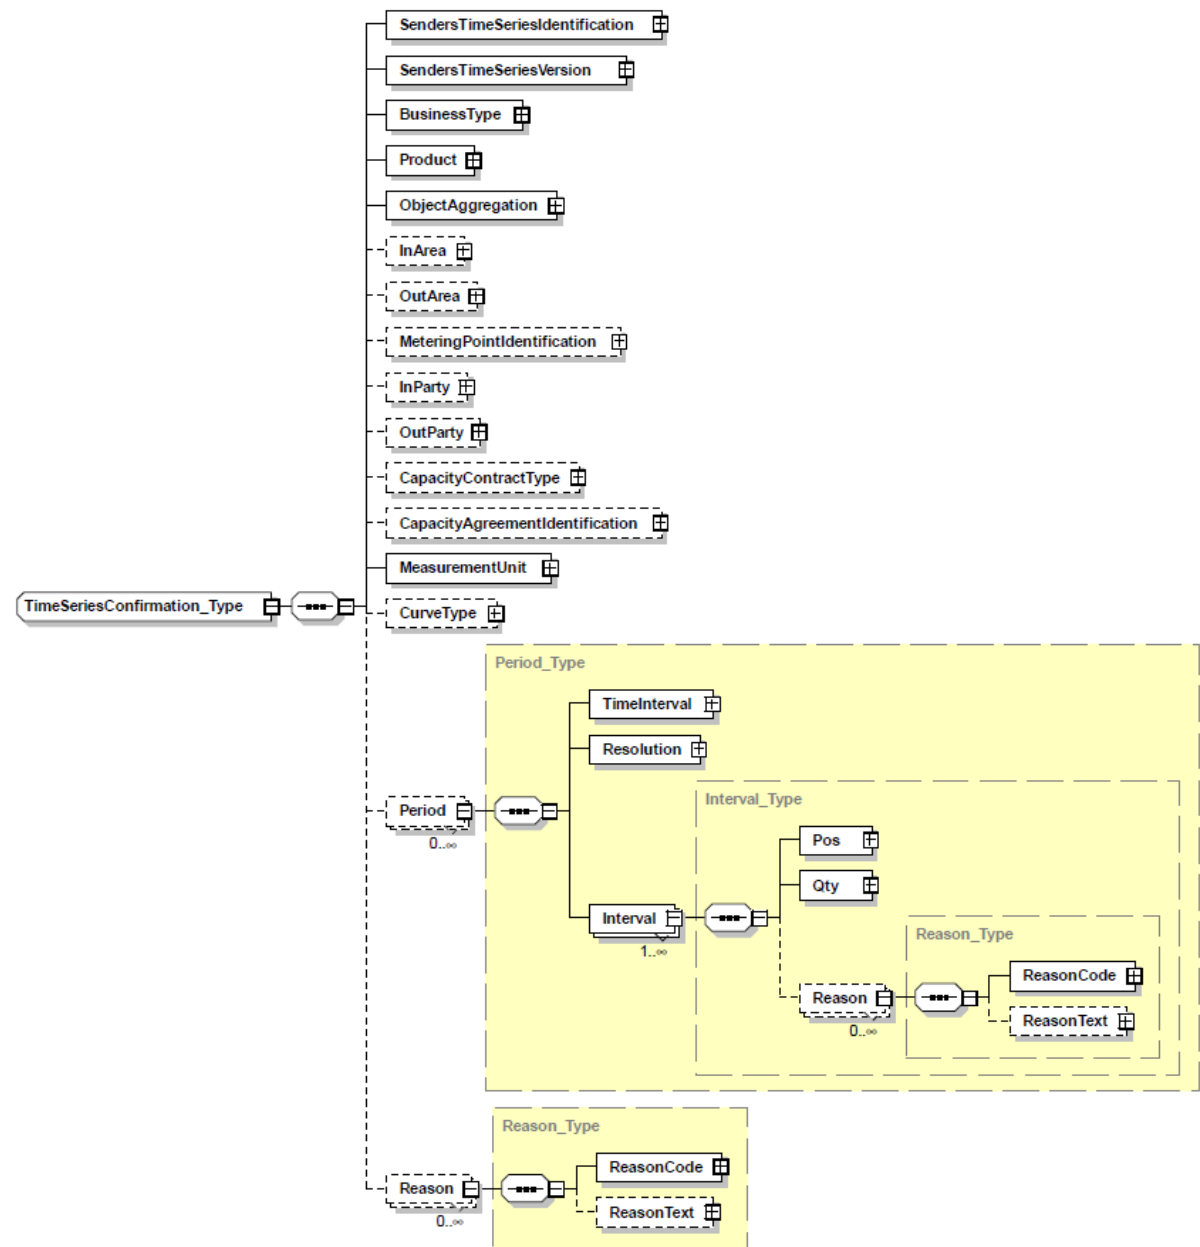 SendersTimeSeriesIdentification
SendersTimeSeriesVersion
BusinessType
Product
ObjectAggregation
InArea
OutArea
MeteringPointIdentification
InParty
OutParty
CapacityContractType
CapacityAgreementIdentification
MeasurementUnit
TimeSeriesConfirmation_Type
CurveType
Period_Type
TimeInterval
Resolution
Interval_Type
Period
0..∞
Pos
Qty
Interval
1..∞
Reason_Type
ReasonCode
Reason
0..∞
ReasonText
Reason_Type
ReasonCode
Reason
0..∞
ReasonText